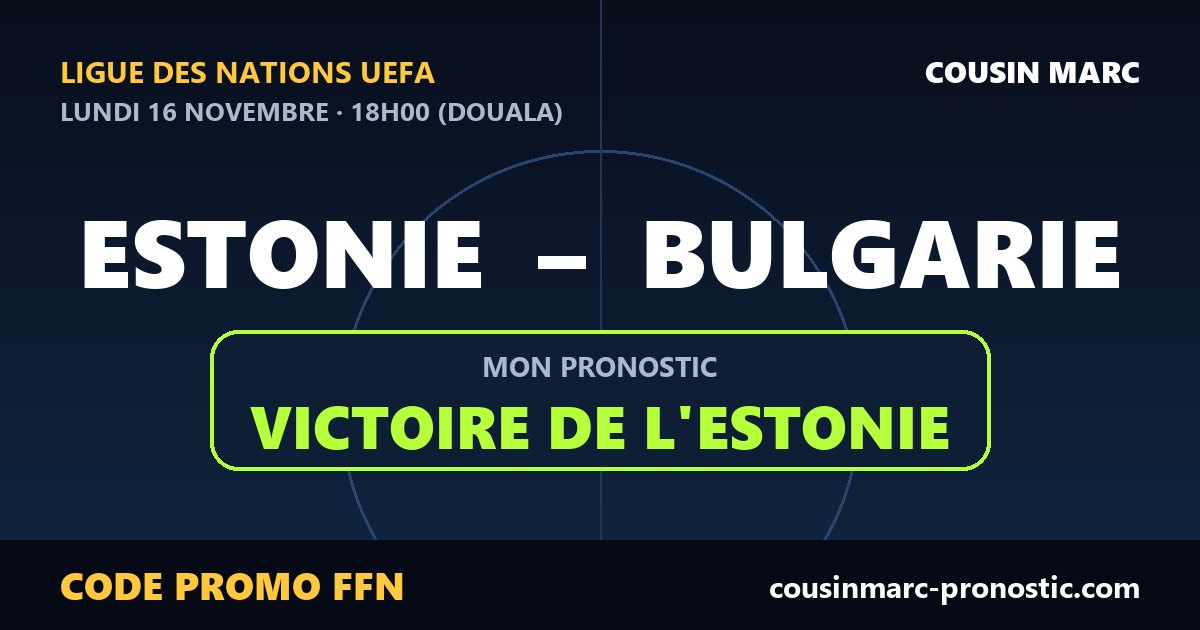 LIGUE DES NATIONS UEFA
COUSIN MARC
LUNDI 16 NOVEMBRE · 18H00 (DOUALA)
ESTONIE – BULGARIE
MON PRONOSTIC
VICTOIRE DE L'ESTONIE
CODE PROMO FFN
cousinmarc-pronostic.com